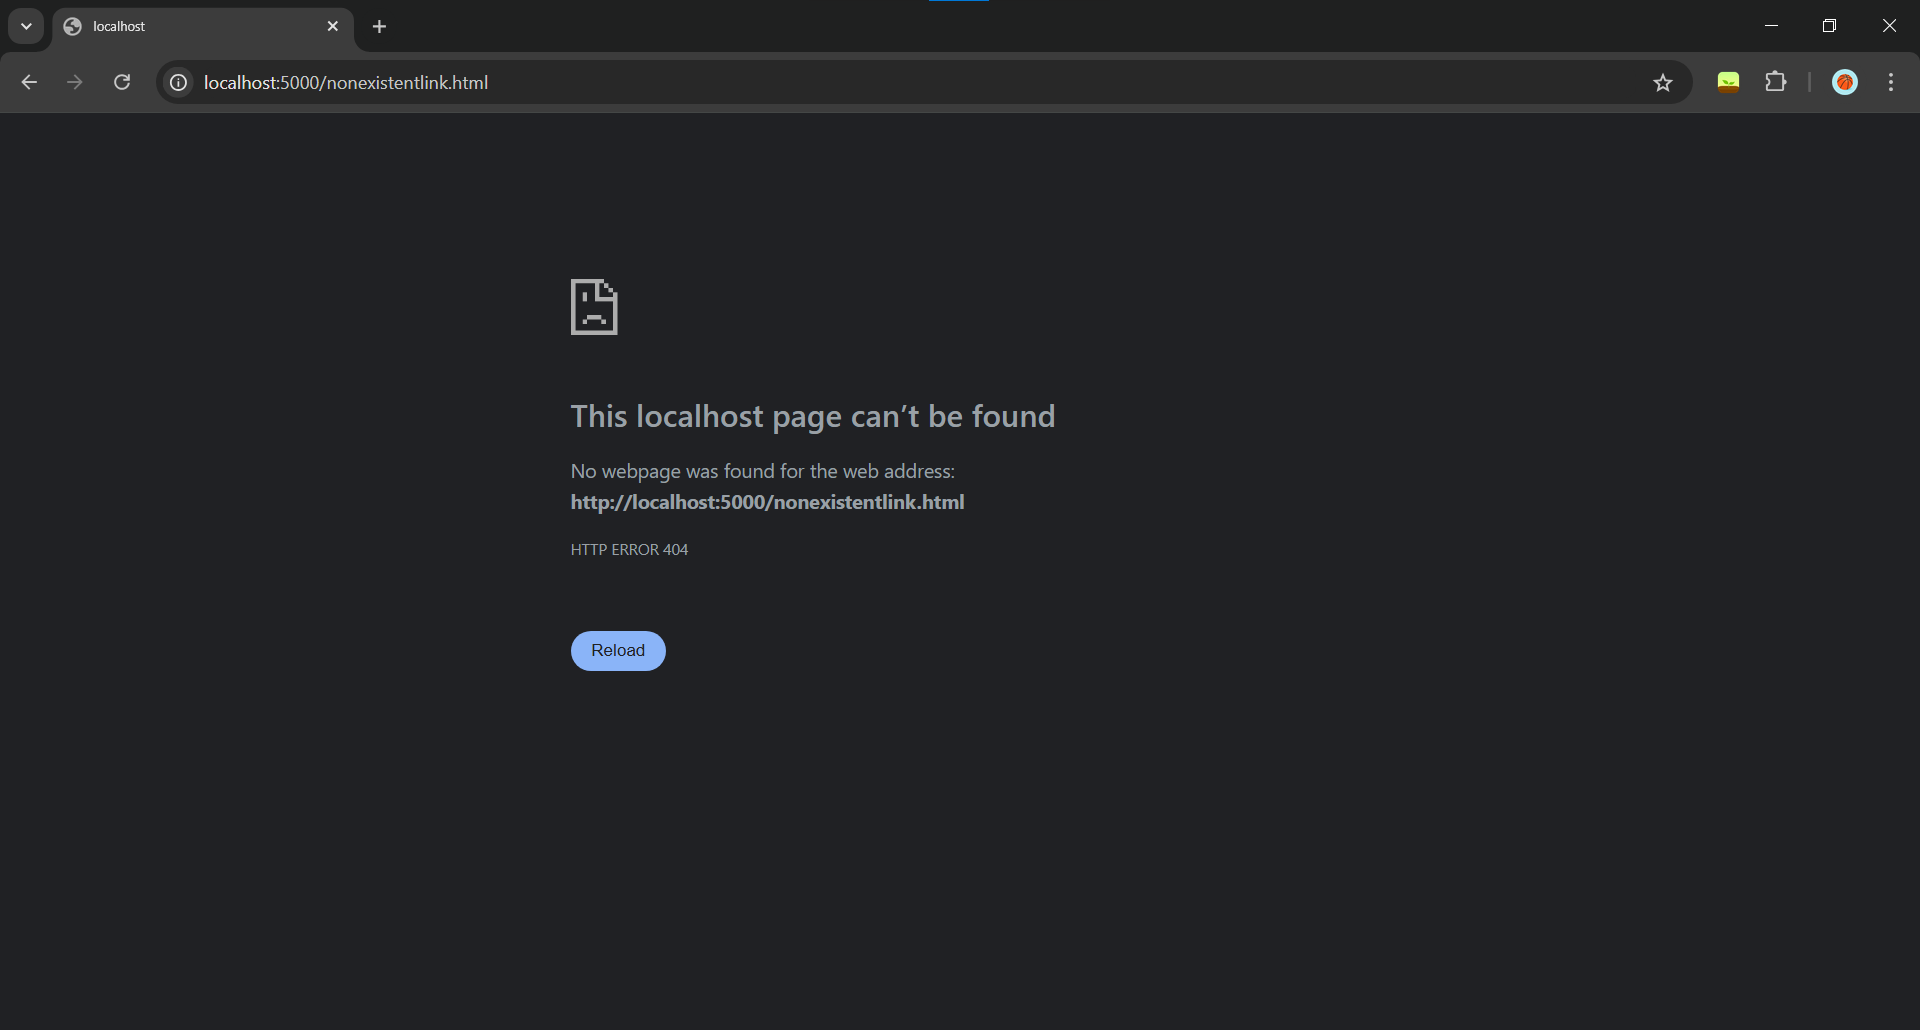 localhost
localhost:5000/nonexistentlink.html
This localhost page can’t be found
No webpage was found for the web address:
http://localhost:5000/nonexistentlink.html
HTTP ERROR 404
Reload